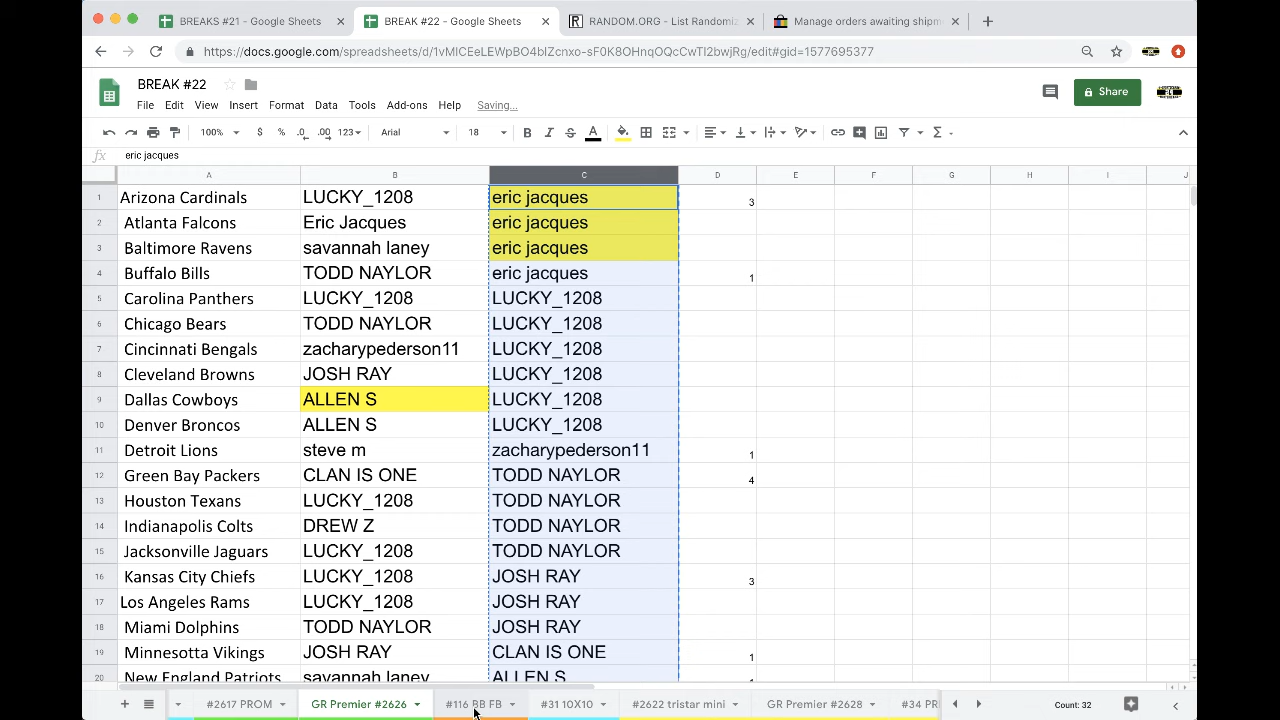 BREAKS #21 - Google Sheets
BREAK #22 - Google Sheets
RANDOM.ORG - List Randomiz
Manage orders awaiting shipm
https://docs.google.com/spreadsheets/d/1vMICEeLEWpBO4bIZcnxo-sF0K8OHnqOQcCwTI2bwjRg/edit#gid=1577695377
BREAK #22
File Edit View Insert Format Data Tools Add-ons Help Saving...
Share
100% $ % .0 .00 123 Arial 18 B I S A
fx eric jacques
A B C D E F G H I J
1 Arizona Cardinals LUCKY_1208 eric jacques 3
2 Atlanta Falcons Eric Jacques eric jacques
3 Baltimore Ravens savannah laney eric jacques
4 Buffalo Bills TODD NAYLOR eric jacques 1
5 Carolina Panthers LUCKY_1208 LUCKY_1208
6 Chicago Bears TODD NAYLOR LUCKY_1208
7 Cincinnati Bengals zacharypederson11 LUCKY_1208
8 Cleveland Browns JOSH RAY LUCKY_1208
9 Dallas Cowboys ALLEN S LUCKY_1208
10 Denver Broncos ALLEN S LUCKY_1208
11 Detroit Lions steve m zacharypederson11 1
12 Green Bay Packers CLAN IS ONE TODD NAYLOR 4
13 Houston Texans LUCKY_1208 TODD NAYLOR
14 Indianapolis Colts DREW Z TODD NAYLOR
15 Jacksonville Jaguars LUCKY_1208 TODD NAYLOR
16 Kansas City Chiefs LUCKY_1208 JOSH RAY 3
17 Los Angeles Rams LUCKY_1208 JOSH RAY
18 Miami Dolphins TODD NAYLOR JOSH RAY
19 Minnesotta Vikings JOSH RAY CLAN IS ONE 1
20 New England Patriots savannah laney ALLEN S
#2617 PROM GR Premier #2626 #116 BB FB #31 10X10 #2622 tristar mini GR Premier #2628 #34 PR Count: 32